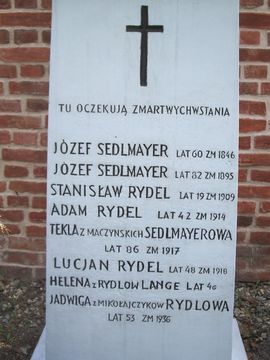 TU OCZEKUJĄ ZMARTWYCHWSTANIA
JÓZEF SEDLMAYER LAT 60 ZM 1846
JÓZEF SEDLMAYER LAT 82 ZM 1895
STANISŁAW RYDEL LAT 19 ZM 1909
ADAM RYDEL LAT 42 ZM 1914
TEKLA Z MACZYŃSKICH SEDLMAYEROWA
LAT 86 ZM 1917
LUCJAN RYDEL LAT 48 ZM 1918
HELENA Z RYDLÓW LANGE LAT 46
JADWIGA Z MIKOŁAJCZYKÓW RYDLOWA
LAT 53 ZM 1936